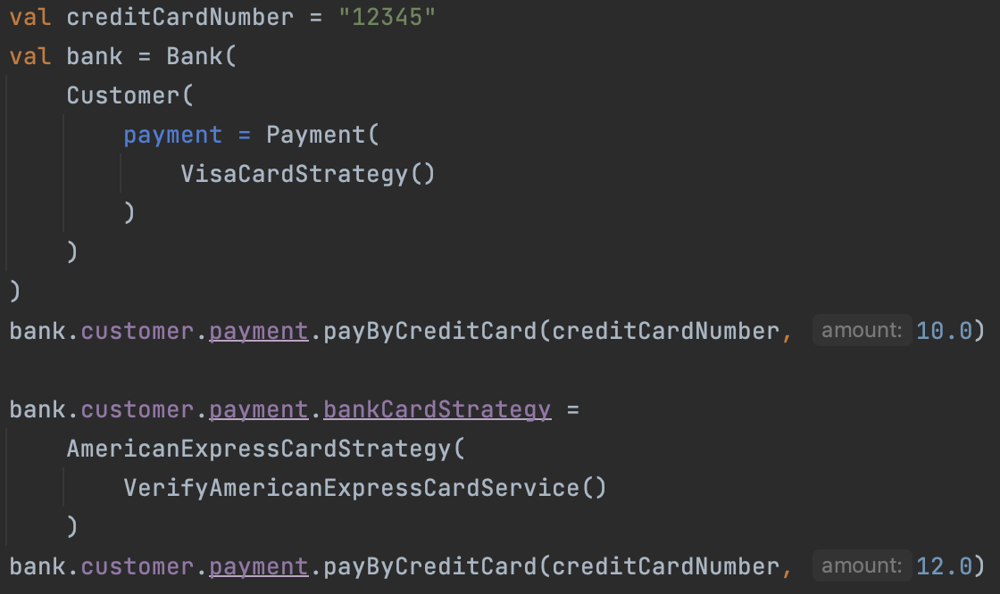 val creditCardNumber = "12345"
val bank = Bank(
    Customer(
        payment = Payment(
            VisaCardStrategy()
        )
    )
)
bank.customer.payment.payByCreditCard(creditCardNumber, amount: 10.0)

bank.customer.payment.bankCardStrategy =
    AmericanExpressCardStrategy(
        VerifyAmericanExpressCardService()
    )
bank.customer.payment.payByCreditCard(creditCardNumber, amount: 12.0)